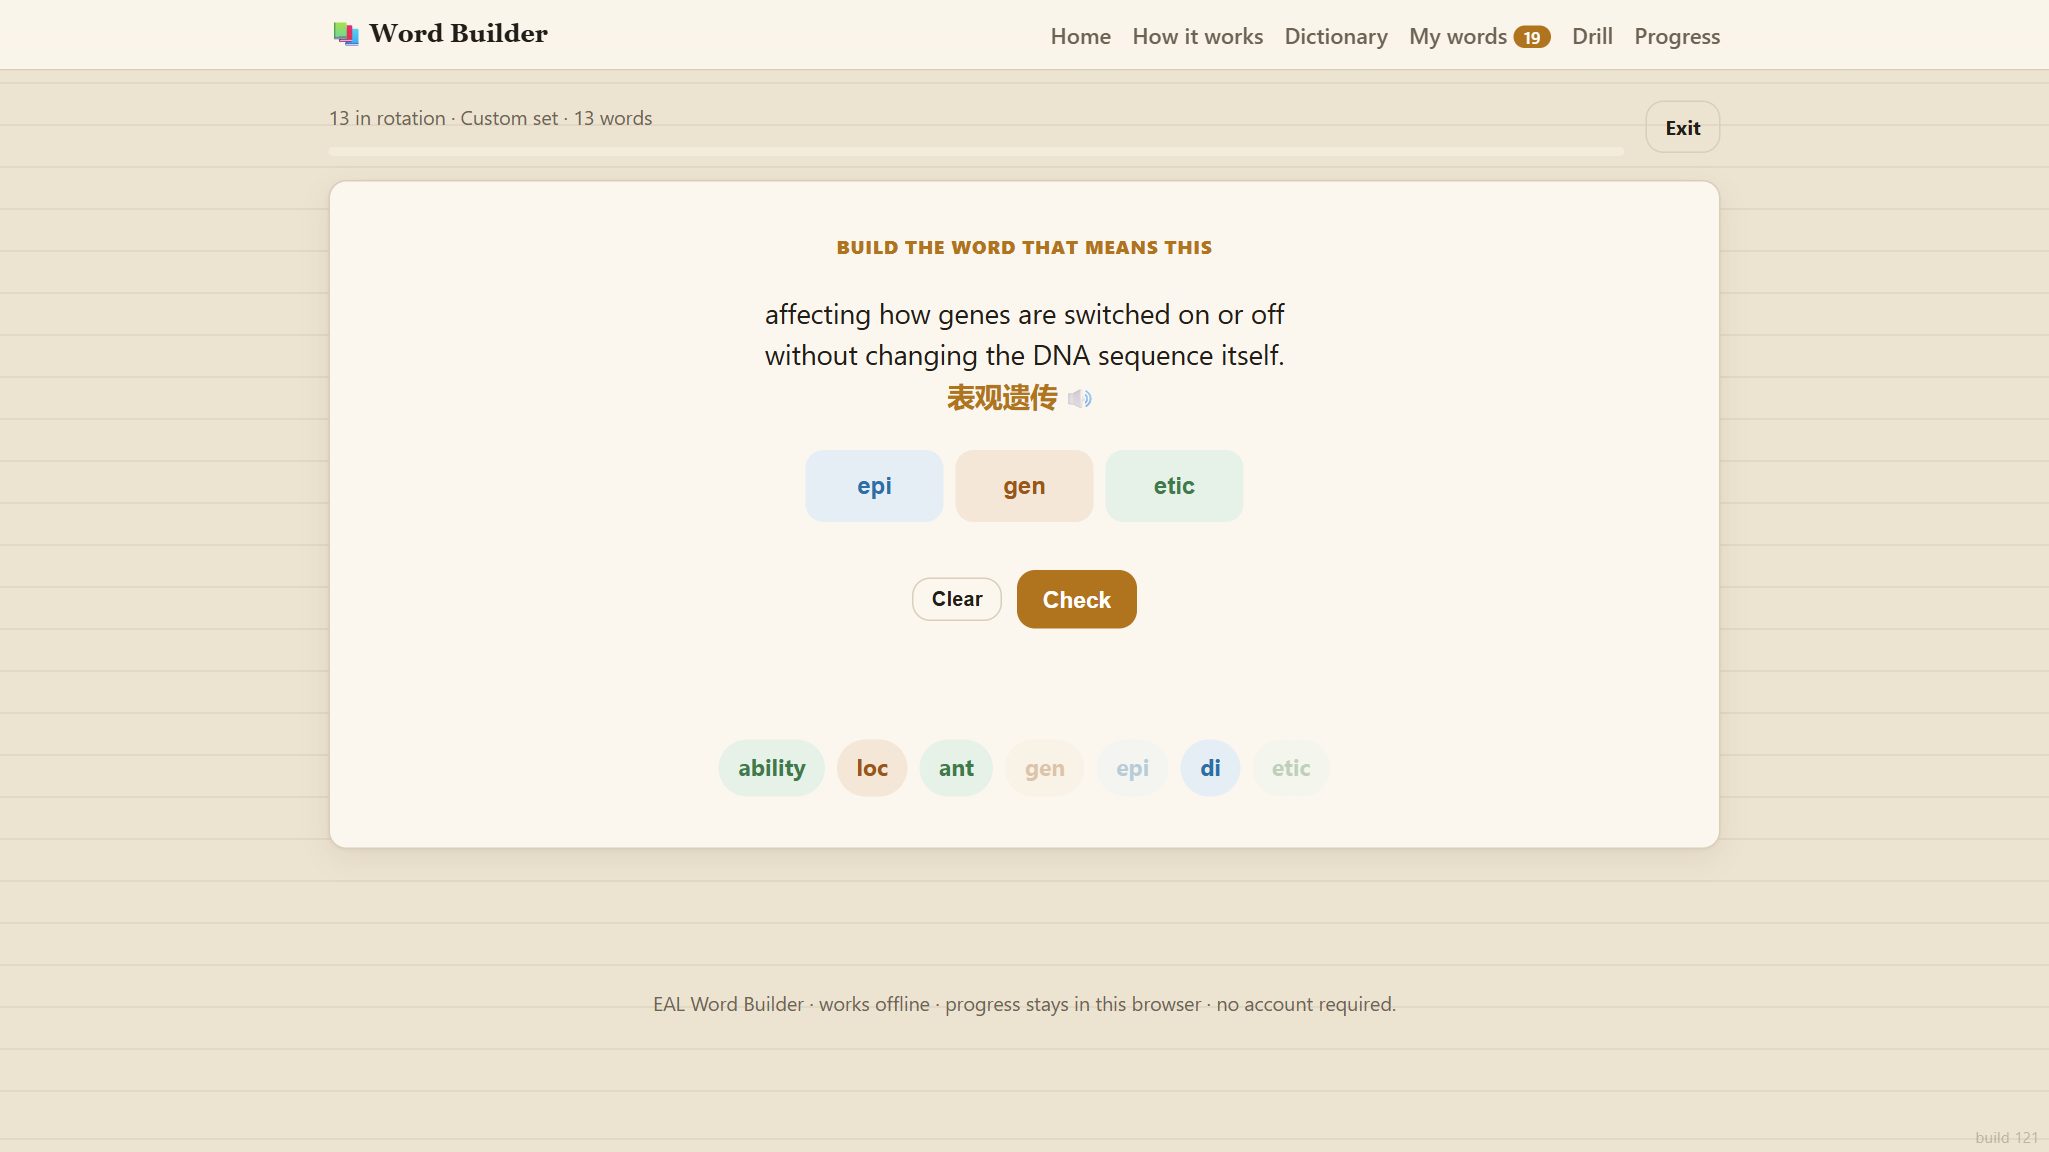 Word Builder
Home How it works Dictionary My words 19 Drill Progress
13 in rotation · Custom set · 13 words
Exit
BUILD THE WORD THAT MEANS THIS
affecting how genes are switched on or off
without changing the DNA sequence itself.
表观遗传
epi gen etic
Clear Check
ability loc ant gen epi di etic
EAL Word Builder · works offline · progress stays in this browser · no account required.
build 121